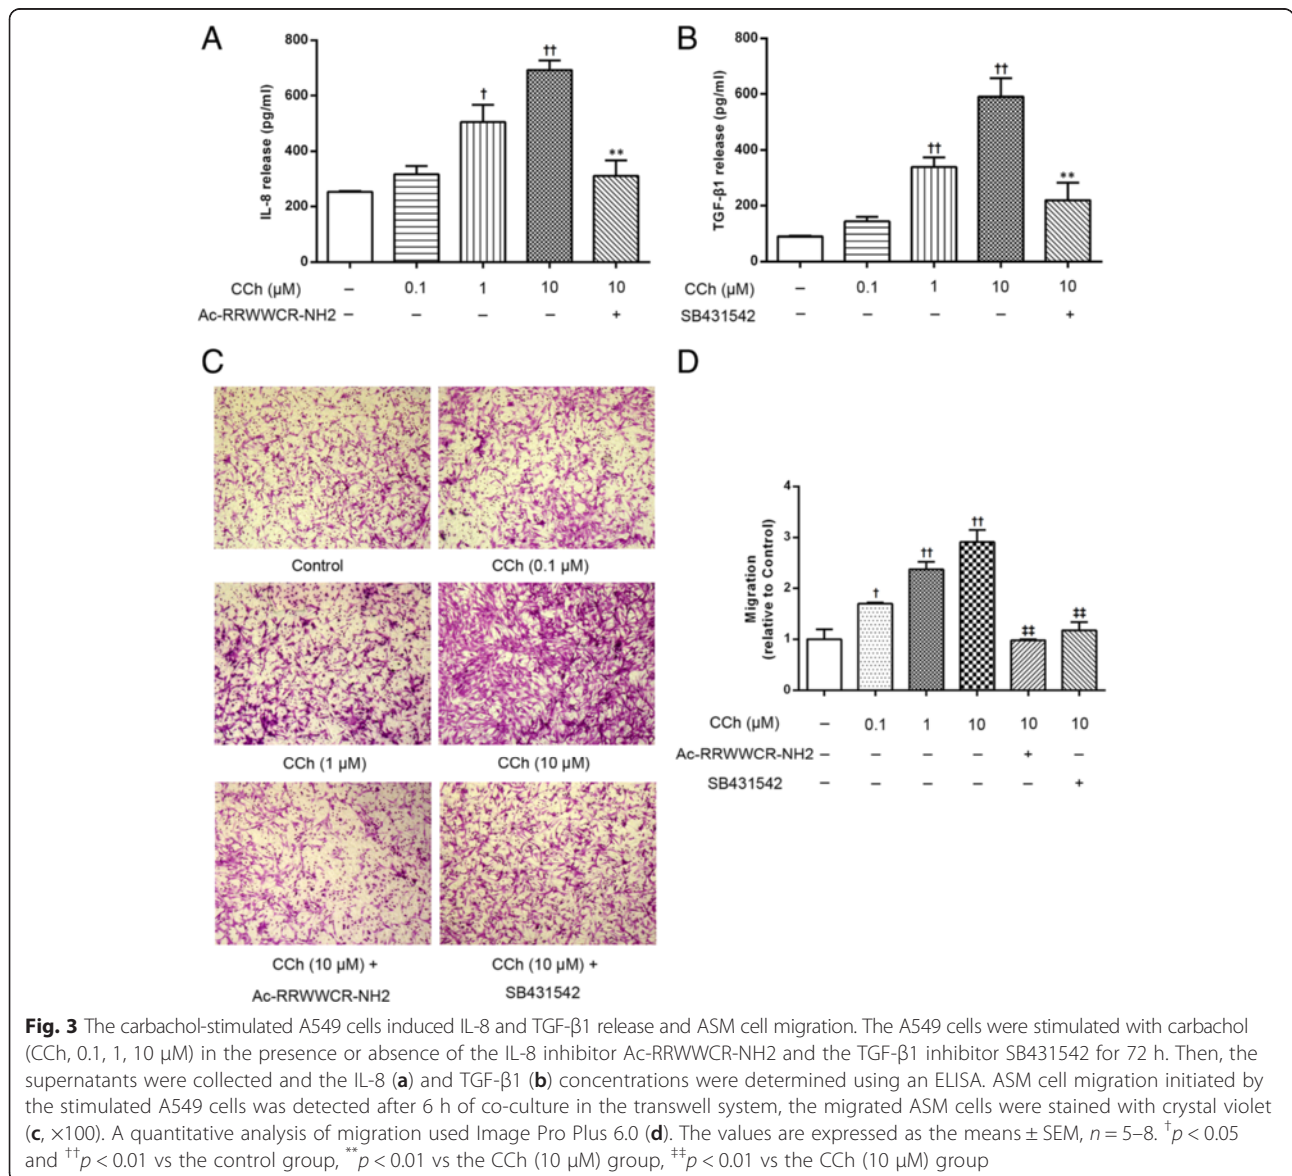 A
IL-8 release (pg/ml)
800
600
400
200
0
†
††
**
CCh (μM) – 0.1 1 10 10
Ac-RRWWCR-NH2 – – – – +
B
TGF-β1 release (pg/ml)
800
600
400
200
0
††
††
**
CCh (μM) – 0.1 1 10 10
SB431542 – – – – +
C
Control
CCh (0.1 μM)
CCh (1 μM)
CCh (10 μM)
CCh (10 μM) +
Ac-RRWWCR-NH2
CCh (10 μM) +
SB431542
D
Migration
(relative to Control)
4
3
2
1
0
†
††
††
‡‡
‡‡
CCh (μM) – 0.1 1 10 10 10
Ac-RRWWCR-NH2 – – – – + –
SB431542 – – – – – +
Fig. 3 The carbachol-stimulated A549 cells induced IL-8 and TGF-β1 release and ASM cell migration. The A549 cells were stimulated with carbachol
(CCh, 0.1, 1, 10 μM) in the presence or absence of the IL-8 inhibitor Ac-RRWWCR-NH2 and the TGF-β1 inhibitor SB431542 for 72 h. Then, the
supernatants were collected and the IL-8 (a) and TGF-β1 (b) concentrations were determined using an ELISA. ASM cell migration initiated by
the stimulated A549 cells was detected after 6 h of co-culture in the transwell system, the migrated ASM cells were stained with crystal violet
(c, ×100). A quantitative analysis of migration used Image Pro Plus 6.0 (d). The values are expressed as the means ± SEM, n = 5–8. †p < 0.05
and ††p < 0.01 vs the control group, **p < 0.01 vs the CCh (10 μM) group, ‡‡p < 0.01 vs the CCh (10 μM) group